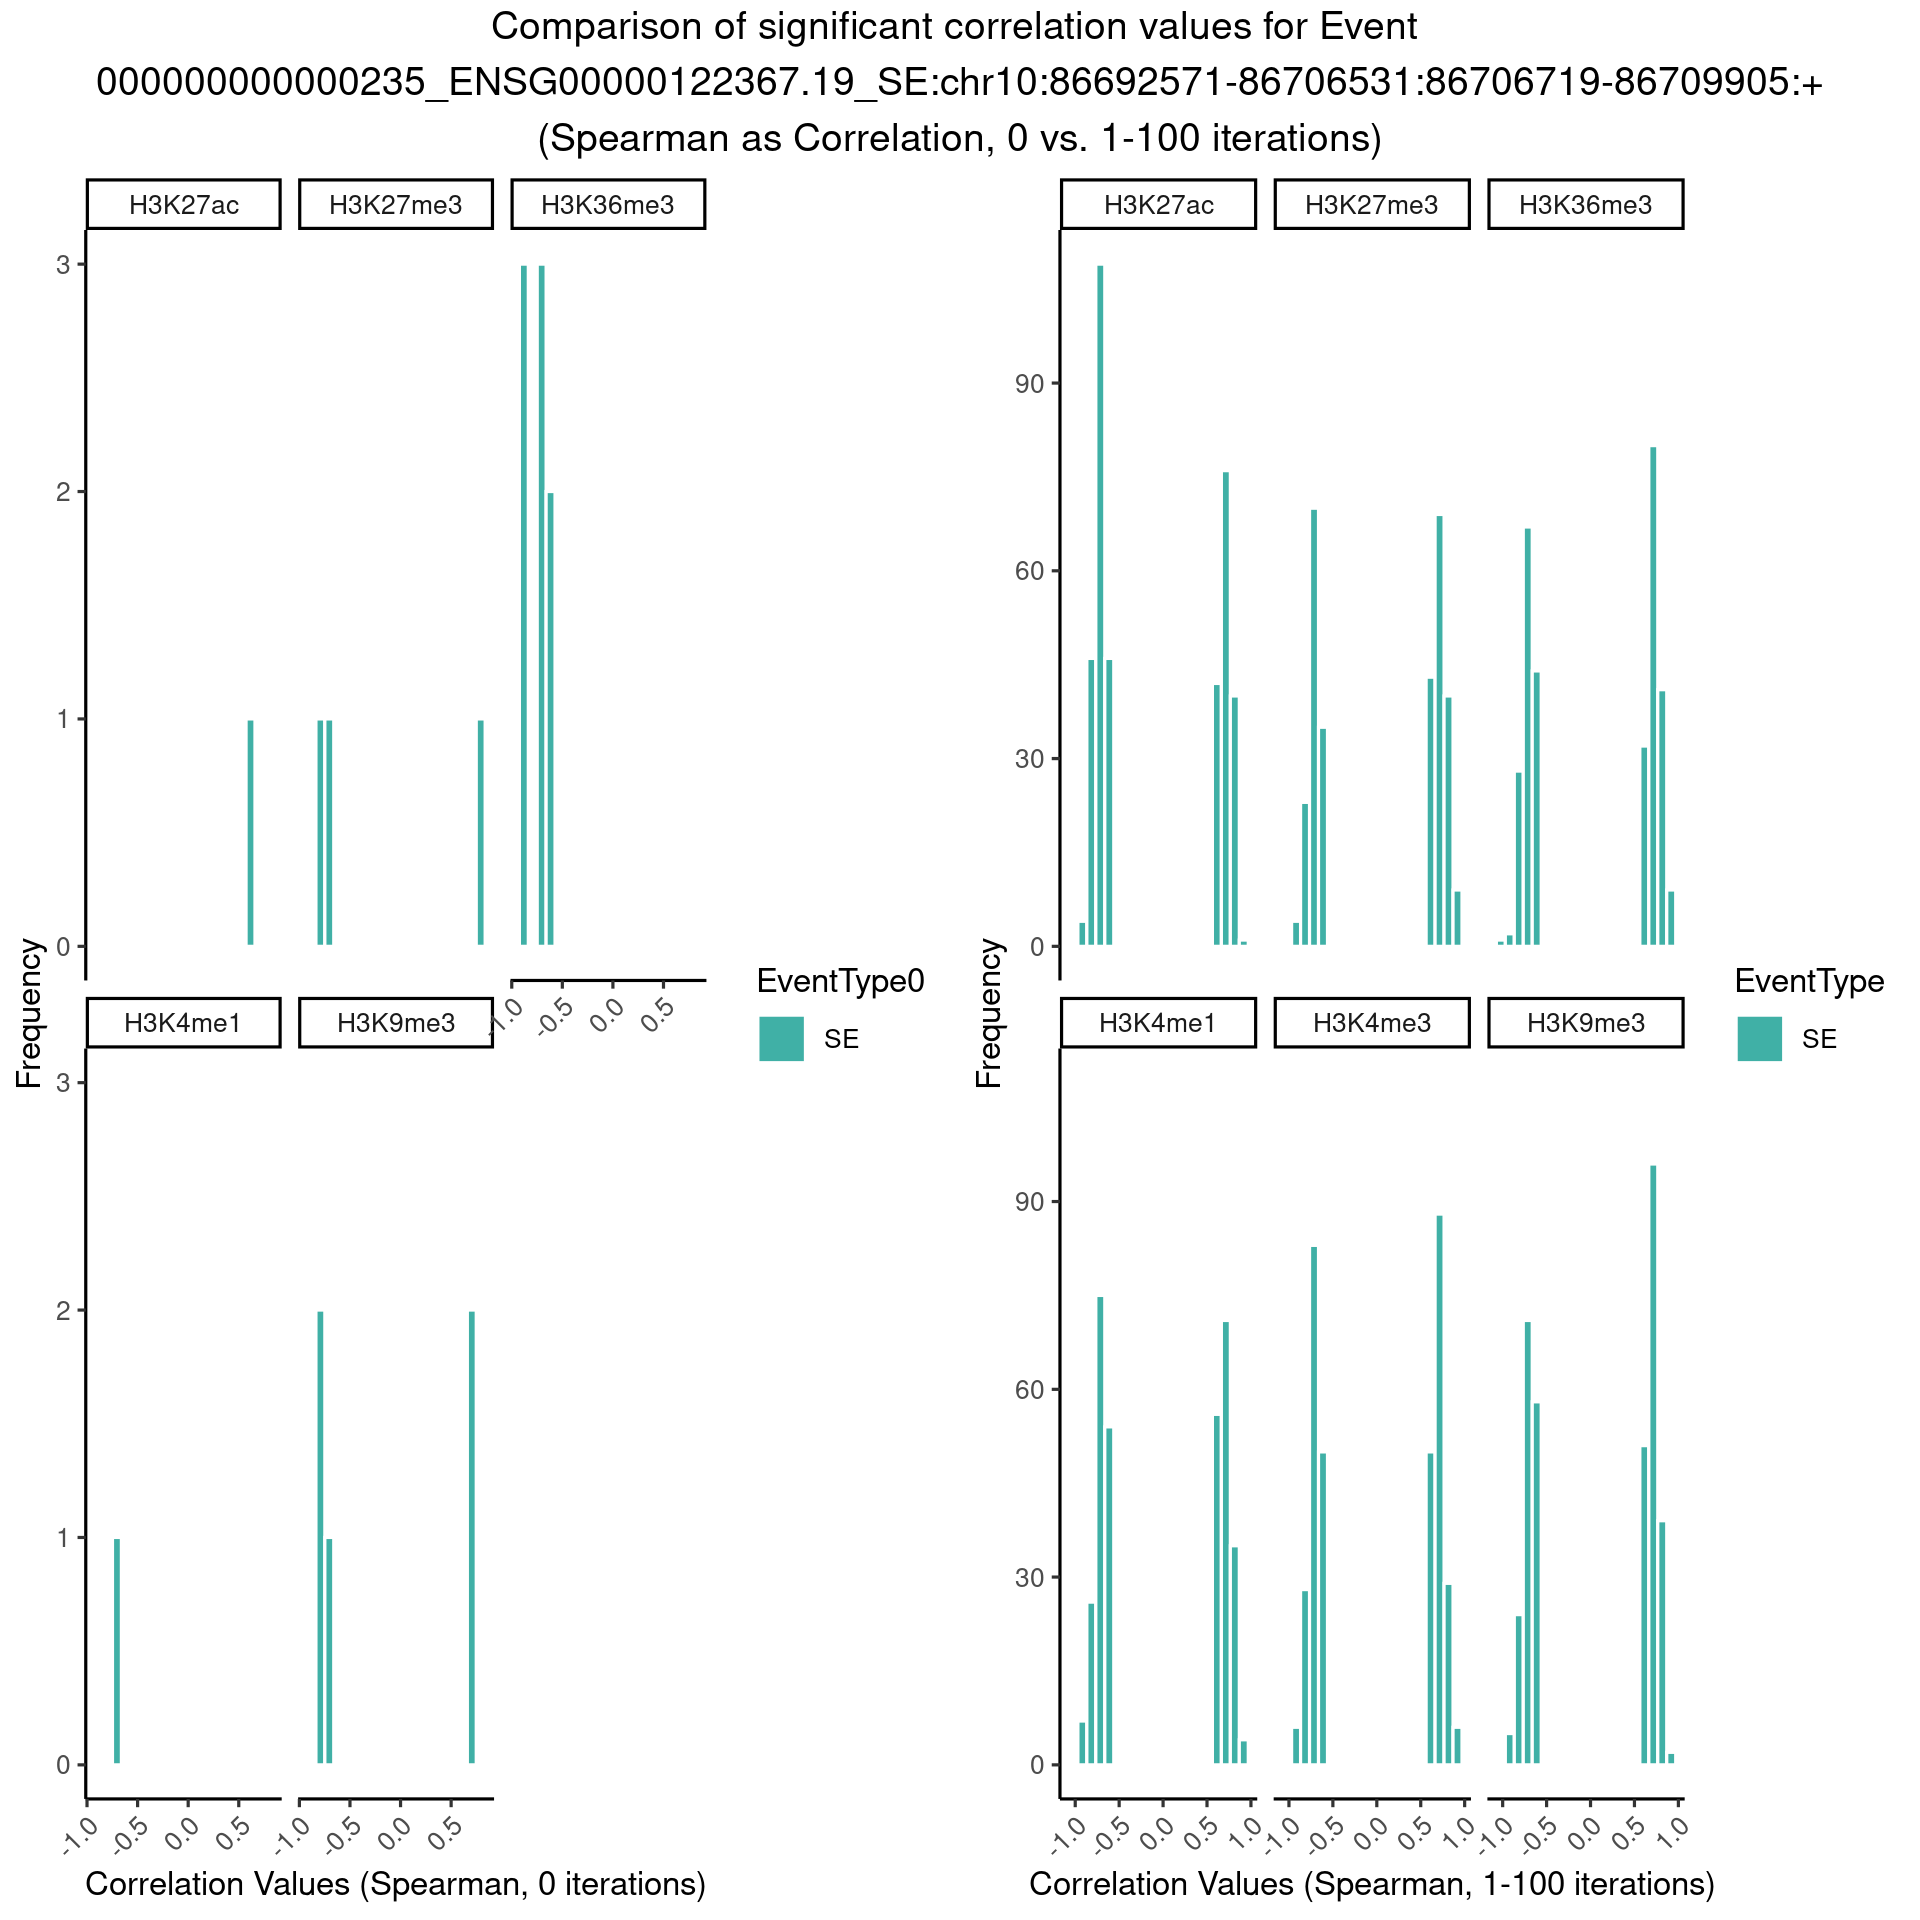 Comparison of significant correlation values for Event
000000000000235_ENSG00000122367.19_SE:chr10:86692571-86706531:86706719-86709905:+
(Spearman as Correlation, 0 vs. 1-100 iterations)
H3K27ac H3K27me3 H3K36me3
3
2
1
0
-1.0 -0.5 0.0 0.5
Frequency
H3K4me1 H3K9me3
3
2
1
0
-1.0 -0.5 0.0 0.5 -1.0 -0.5 0.0 0.5
Correlation Values (Spearman, 0 iterations)
EventType0
SE
H3K27ac H3K27me3 H3K36me3
90
60
30
0
Frequency
H3K4me1 H3K4me3 H3K9me3
90
60
30
0
-1.0 -0.5 0.0 0.5 1.0 -1.0 -0.5 0.0 0.5 1.0 -1.0 -0.5 0.0 0.5 1.0
Correlation Values (Spearman, 1-100 iterations)
EventType
SE